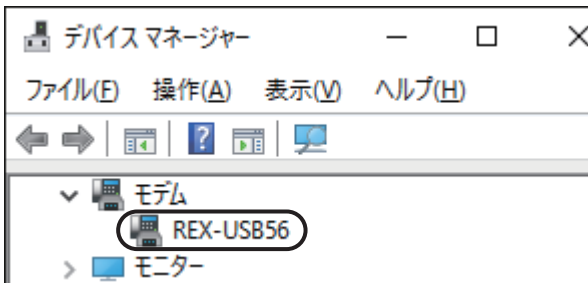 デバイス マネージャー
ファイル(F) 操作(A) 表示(V) ヘルプ(H)
モデム
REX-USB56
モニター